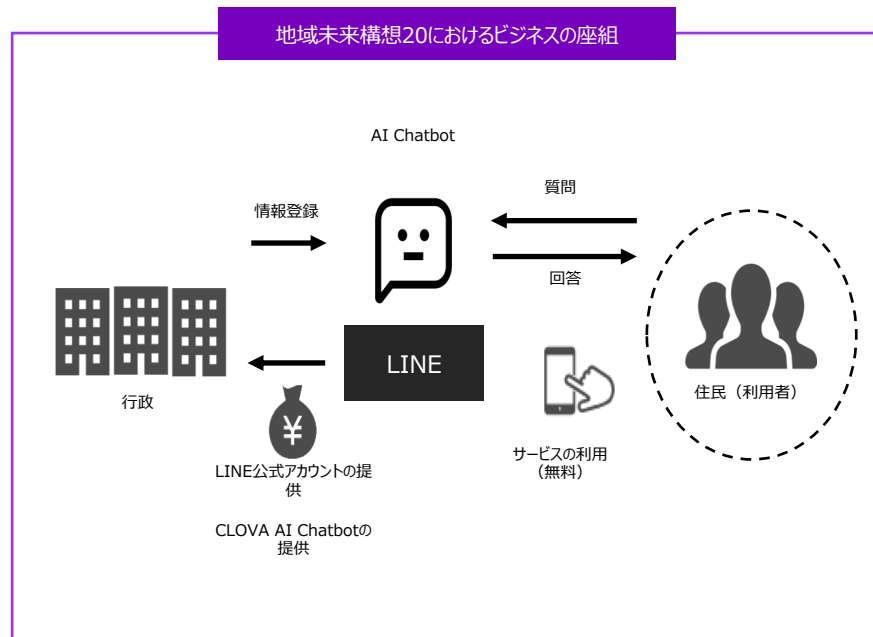 地域未来構想20におけるビジネスの座組
AI Chatbot
情報登録
質問
回答
LINE
行政
¥
住民（利用者）
サービスの利用
（無料）
LINE公式アカウントの提
供
CLOVA AI Chatbotの
提供